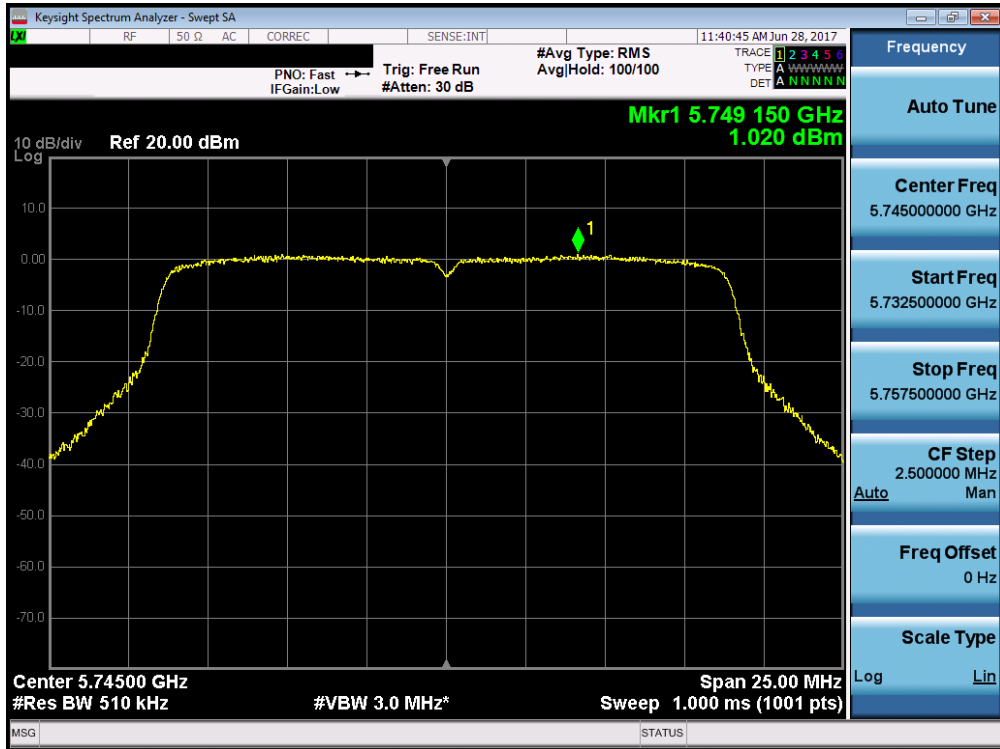 Keysight Spectrum Analyzer - Swept SA
LXI RF 50 Ω AC CORREC SENSE:INT 11:40:45 AM Jun 28, 2017
PNO: Fast
IFGain:Low
Trig: Free Run
#Atten: 30 dB
#Avg Type: RMS
Avg|Hold: 100/100
TRACE 1 2 3 4 5 6
TYPE A WWWWW
DET A N N N N N
Mkr1 5.749 150 GHz
1.020 dBm
10 dB/div Ref 20.00 dBm
Log
1
10.0
0.00
-10.0
-20.0
-30.0
-40.0
-50.0
-60.0
-70.0
Center 5.74500 GHz Span 25.00 MHz
#Res BW 510 kHz #VBW 3.0 MHz* Sweep 1.000 ms (1001 pts)
MSG STATUS
Frequency
Auto Tune
Center Freq
5.745000000 GHz
Start Freq
5.732500000 GHz
Stop Freq
5.757500000 GHz
CF Step
2.500000 MHz
Auto Man
Freq Offset
0 Hz
Scale Type
Log Lin